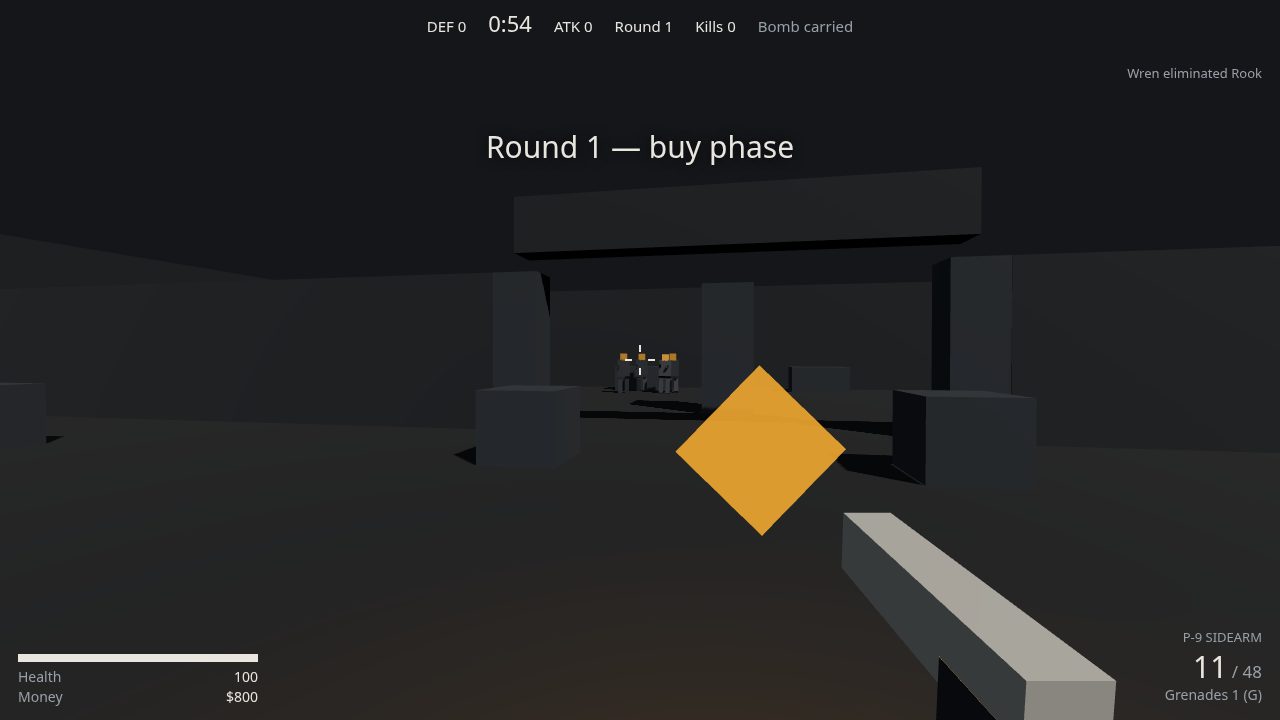 DEF 0 0:54 ATK 0 Round 1 Kills 0 Bomb carried
Wren eliminated Rook
Round 1 — buy phase
P-9 SIDEARM
11 / 48
Grenades 1 (G)
Health 100
Money $800